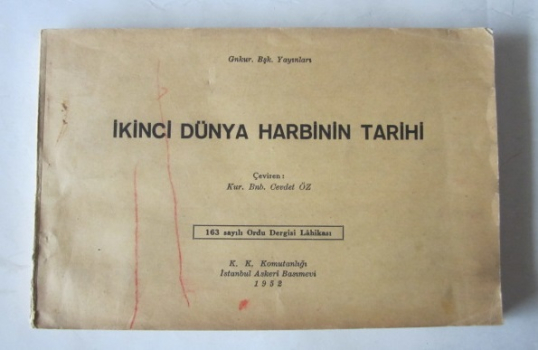 Gnkur. Bşk. Yayınları
İKİNCİ DÜNYA HARBİNİN TARİHİ
Çeviren :
Kur. Bnb. Cevdet ÖZ
163 sayılı Ordu Dergisi Lâhikası
K. K. Komutanlığı
İstanbul Askeri Basımevi
1952